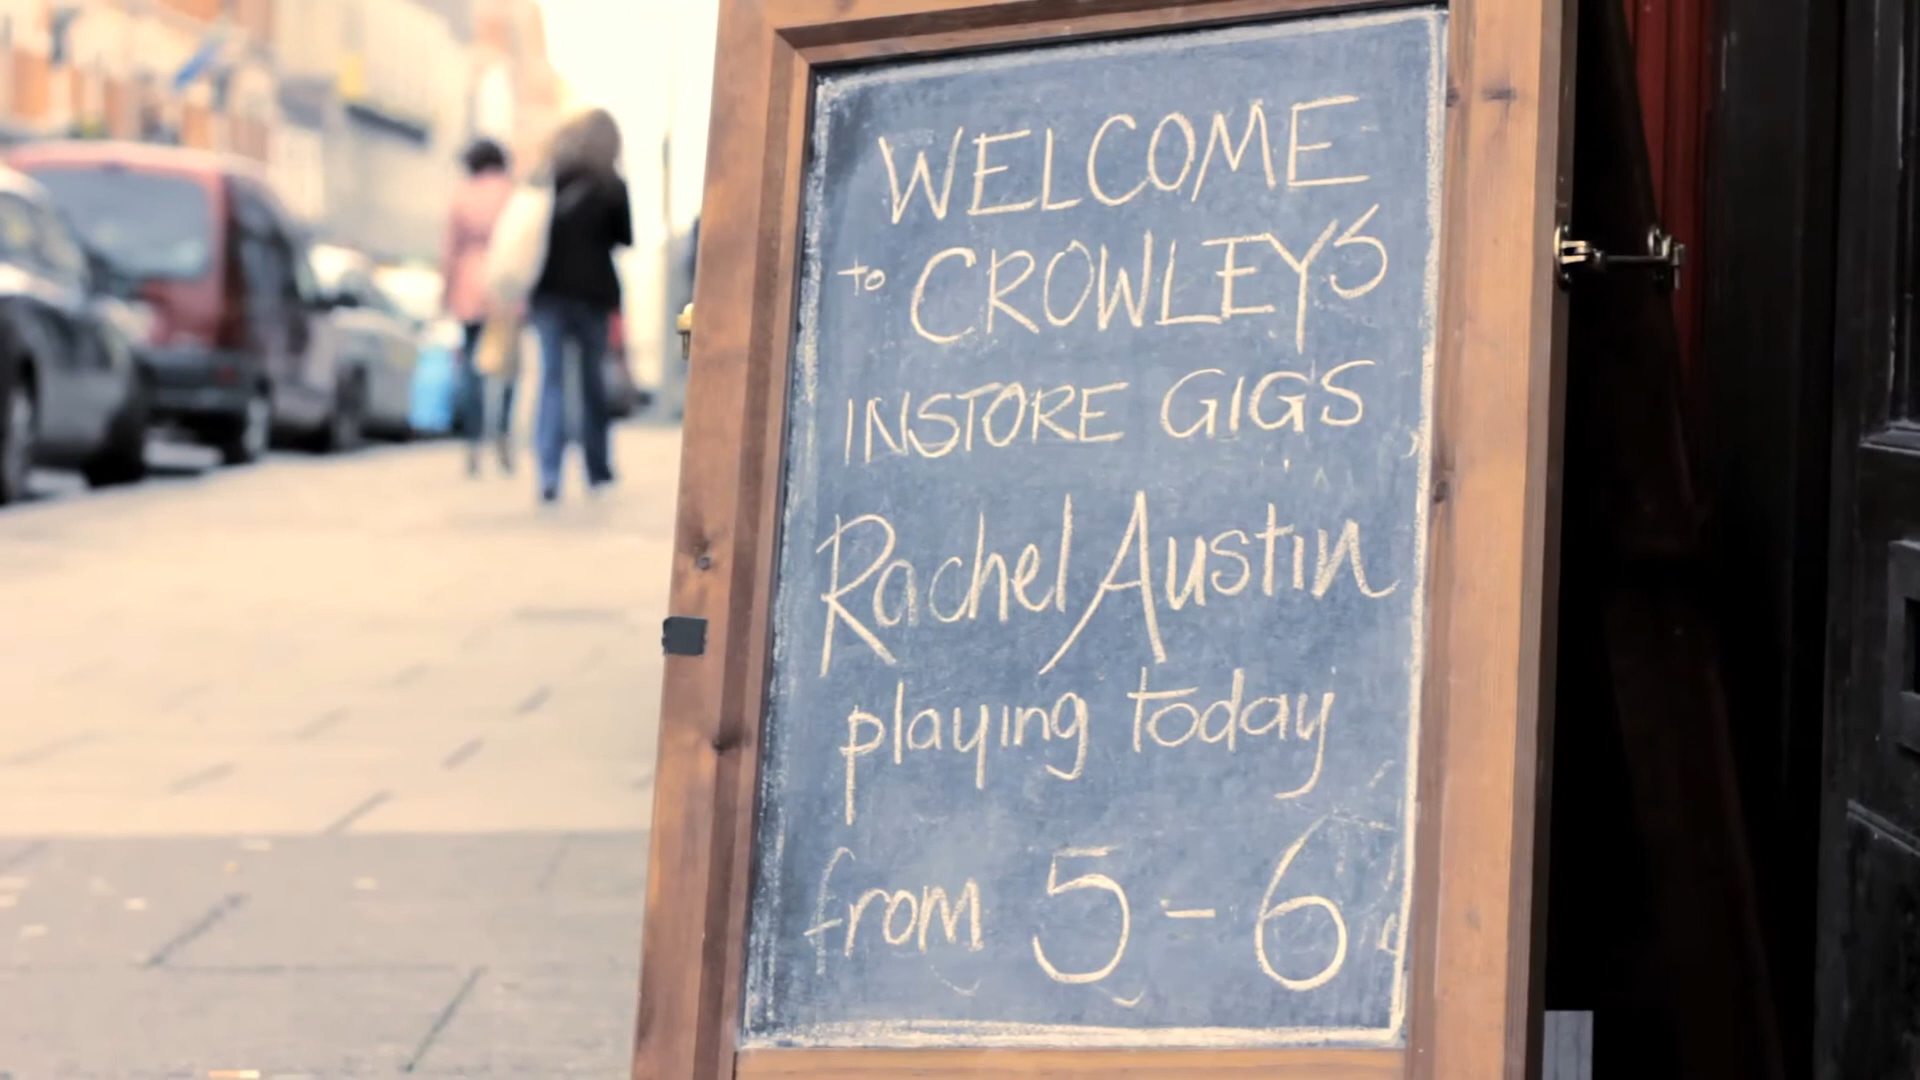 WELCOME
to CROWLEYS
INSTORE GIGS
Rachel Austin
playing today
from 5-6